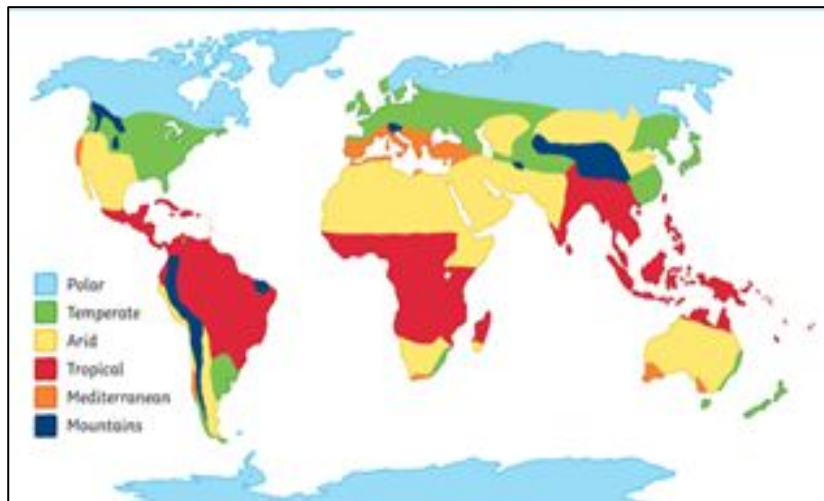 Polar
Temperate
Arid
Tropical
Mediterranean
Mountains